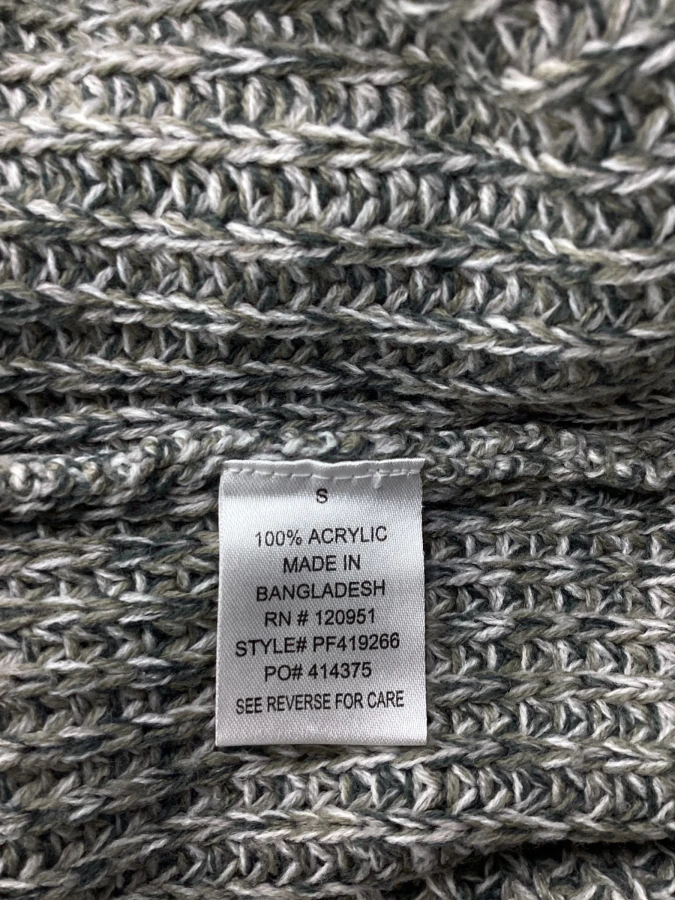 S
100% ACRYLIC
MADE IN
BANGLADESH
RN # 120951
STYLE# PF419266
PO# 414375
SEE REVERSE FOR CARE